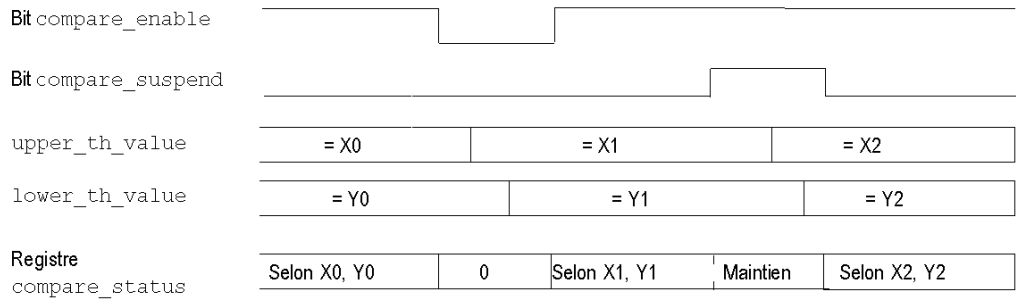 Bit compare_enable
Bit compare_suspend
upper_th_value = X0 = X1 = X2
lower_th_value = Y0 = Y1 = Y2
Registre
compare_status Selon X0, Y0 0 Selon X1, Y1 Maintien Selon X2, Y2